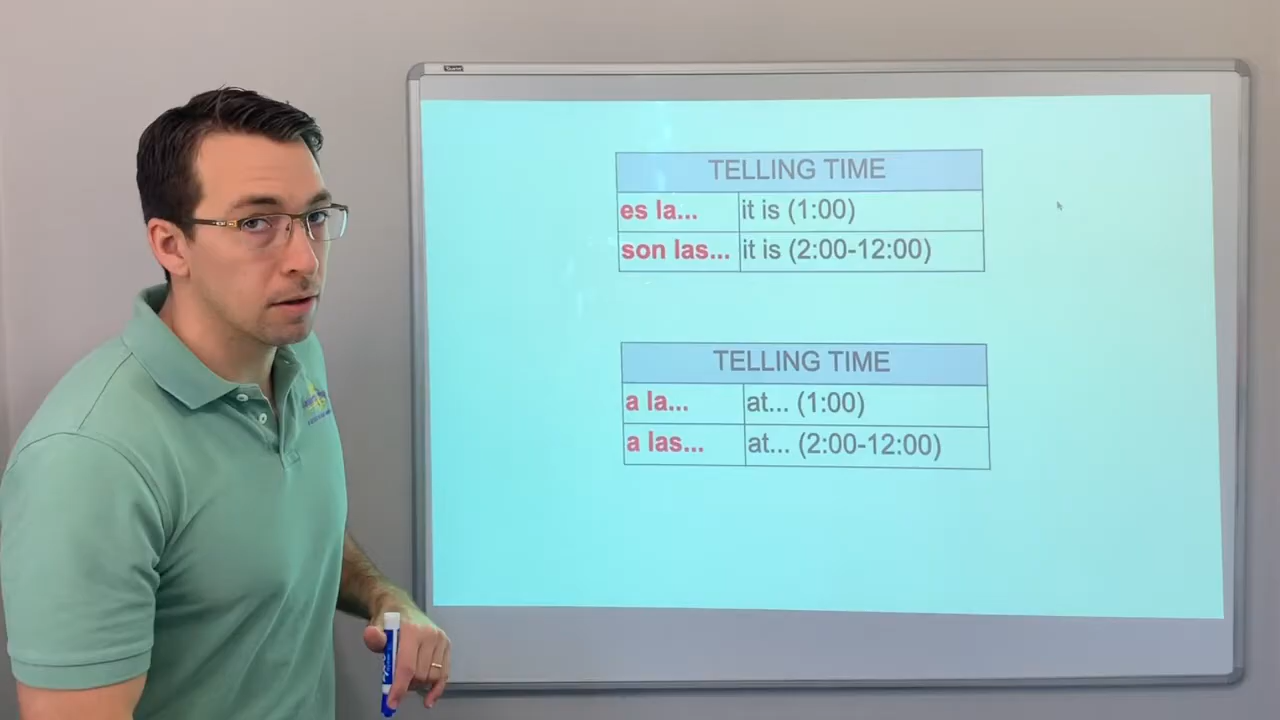 TELLING TIME
es la... it is (1:00)
son las... it is (2:00-12:00)
TELLING TIME
a la... at... (1:00)
a las... at... (2:00-12:00)